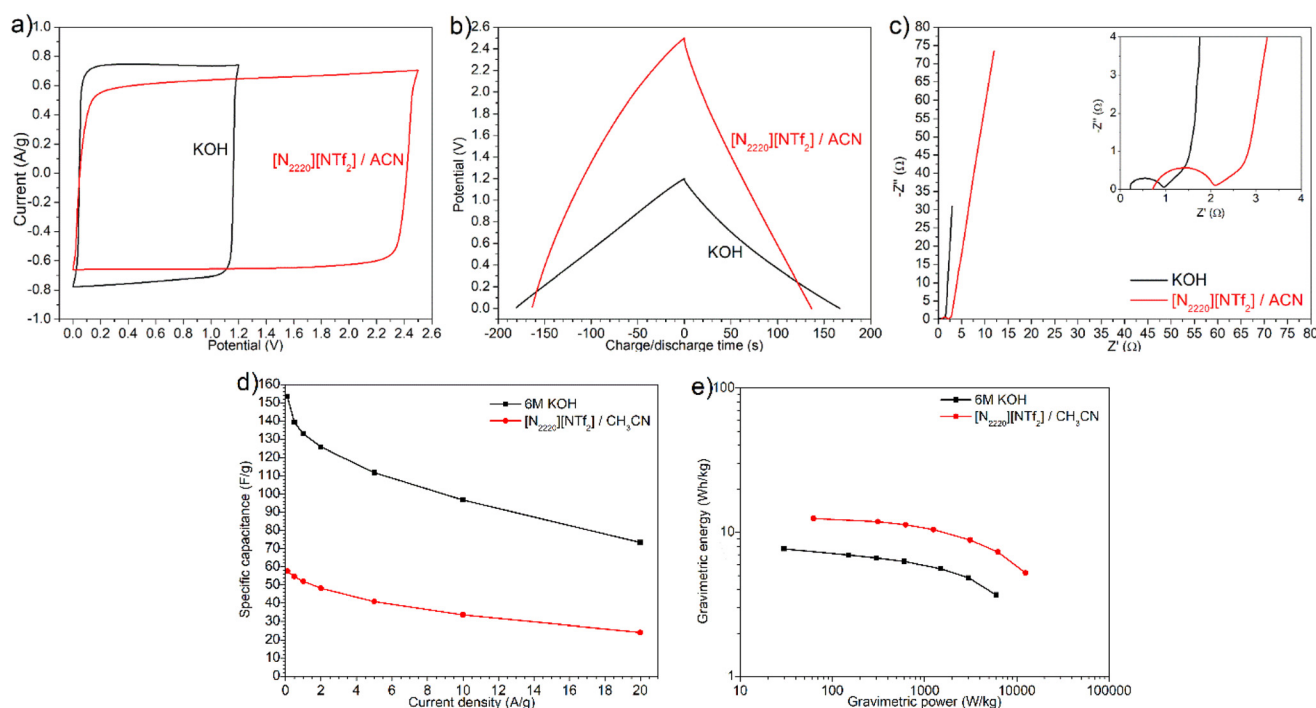 a)
1.0
0.8
0.6
0.4
0.2
0.0
-0.2
-0.4
-0.6
-0.8
-1.0
Current (A/g)
KOH
[N2220][NTf2] / ACN
0.0 0.2 0.4 0.6 0.8 1.0 1.2 1.4 1.6 1.8 2.0 2.2 2.4 2.6
Potential (V)
b)
2.6
2.4
2.2
2.0
1.8
1.6
1.4
1.2
1.0
0.8
0.6
0.4
0.2
0.0
Potential (V)
[N2220][NTf2] / ACN
KOH
-200 -150 -100 -50 0 50 100 150 200
Charge/discharge time (s)
c)
-80
-75
-70
-65
-60
-55
-50
-45
-40
-35
-30
-25
-20
-15
-10
-5
0
-Z'' (Ω)
4
3
2
1
0
-Z'' (Ω)
0 1 2 3 4
Z' (Ω)
KOH
[N2220][NTf2] / ACN
0 5 10 15 20 25 30 35 40 45 50 55 60 65 70 75 80
Z' (Ω)
d)
160
150
140
130
120
110
100
90
80
70
60
50
40
30
20
10
0
Specific capacitance (F/g)
6M KOH
[N2220][NTf2] / CH3CN
0 2 4 6 8 10 12 14 16 18 20
Current density (A/g)
e)
100
10
1
Gravimetric energy (Wh/kg)
6M KOH
[N2220][NTf2] / CH3CN
10 100 1000 10000 100000
Gravimetric power (W/kg)